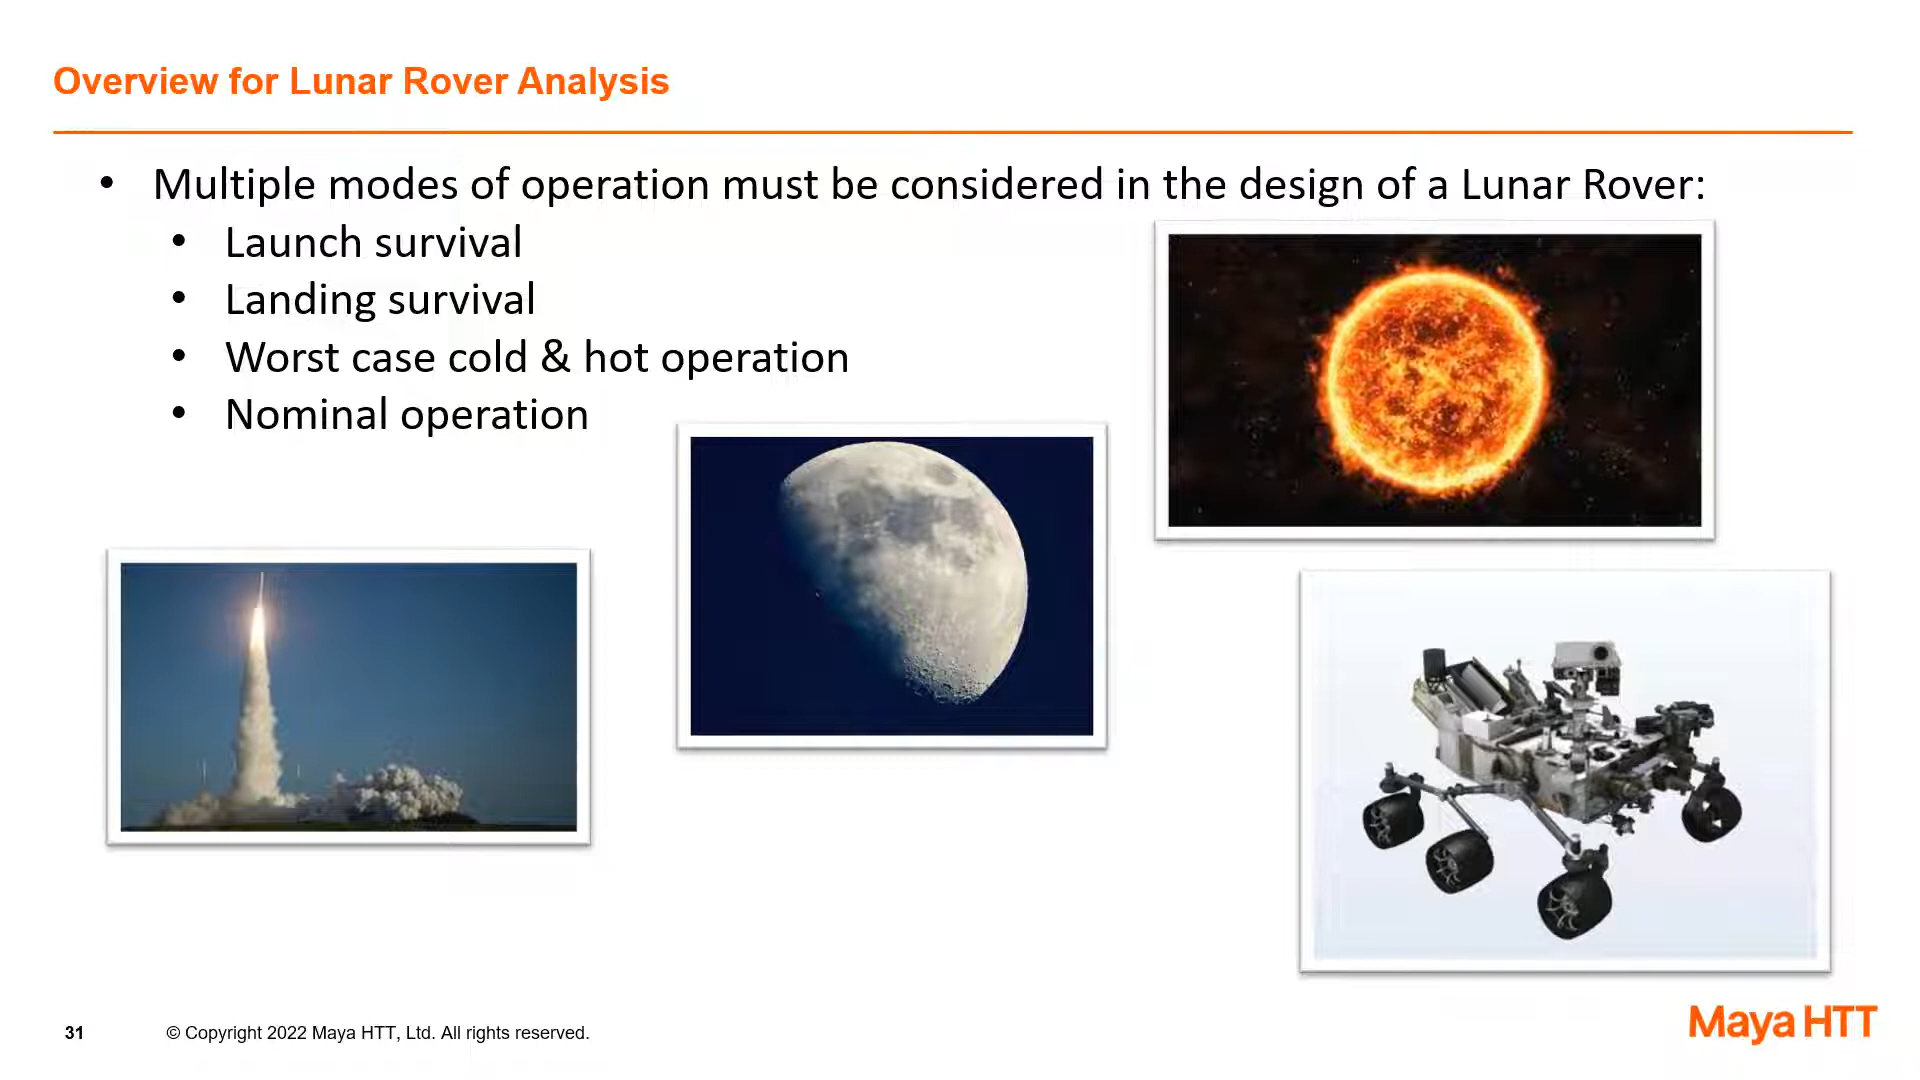 Overview for Lunar Rover Analysis
• Multiple modes of operation must be considered in the design of a Lunar Rover:
• Launch survival
• Landing survival
• Worst case cold & hot operation
• Nominal operation
31
© Copyright 2022 Maya HTT, Ltd. All rights reserved.
Maya HTT